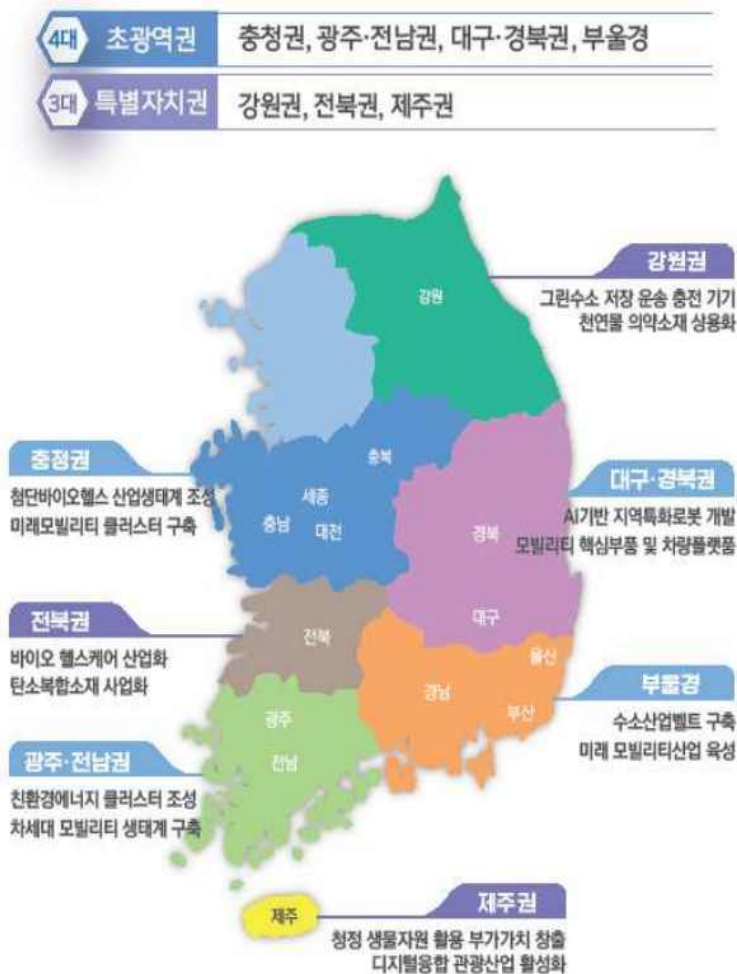 4대 초광역권 충청권, 광주·전남권, 대구·경북권, 부울경
3대 특별자치권 강원권, 전북권, 제주권
강원권
그린수소 저장 운송 충전 기기
천연물 의약소재 상용화
강원
충청권
첨단바이오헬스 산업생태계 조성
미래모빌리티 클러스터 구축
충북
세종
충남
대전
대구·경북권
AI기반 지역특화로봇 개발
모빌리티 핵심부품 및 차량플랫폼
경북
대구
전북권
바이오 헬스케어 산업화
탄소복합소재 사업화
전북
울산
경남
부산
부울경
수소산업벨트 구축
미래 모빌리티산업 육성
광주
전남
광주·전남권
친환경에너지 클러스터 조성
차세대 모빌리티 생태계 구축
제주
제주권
청정 생물자원 활용 부가가치 창출
디지털융합 관광산업 활성화